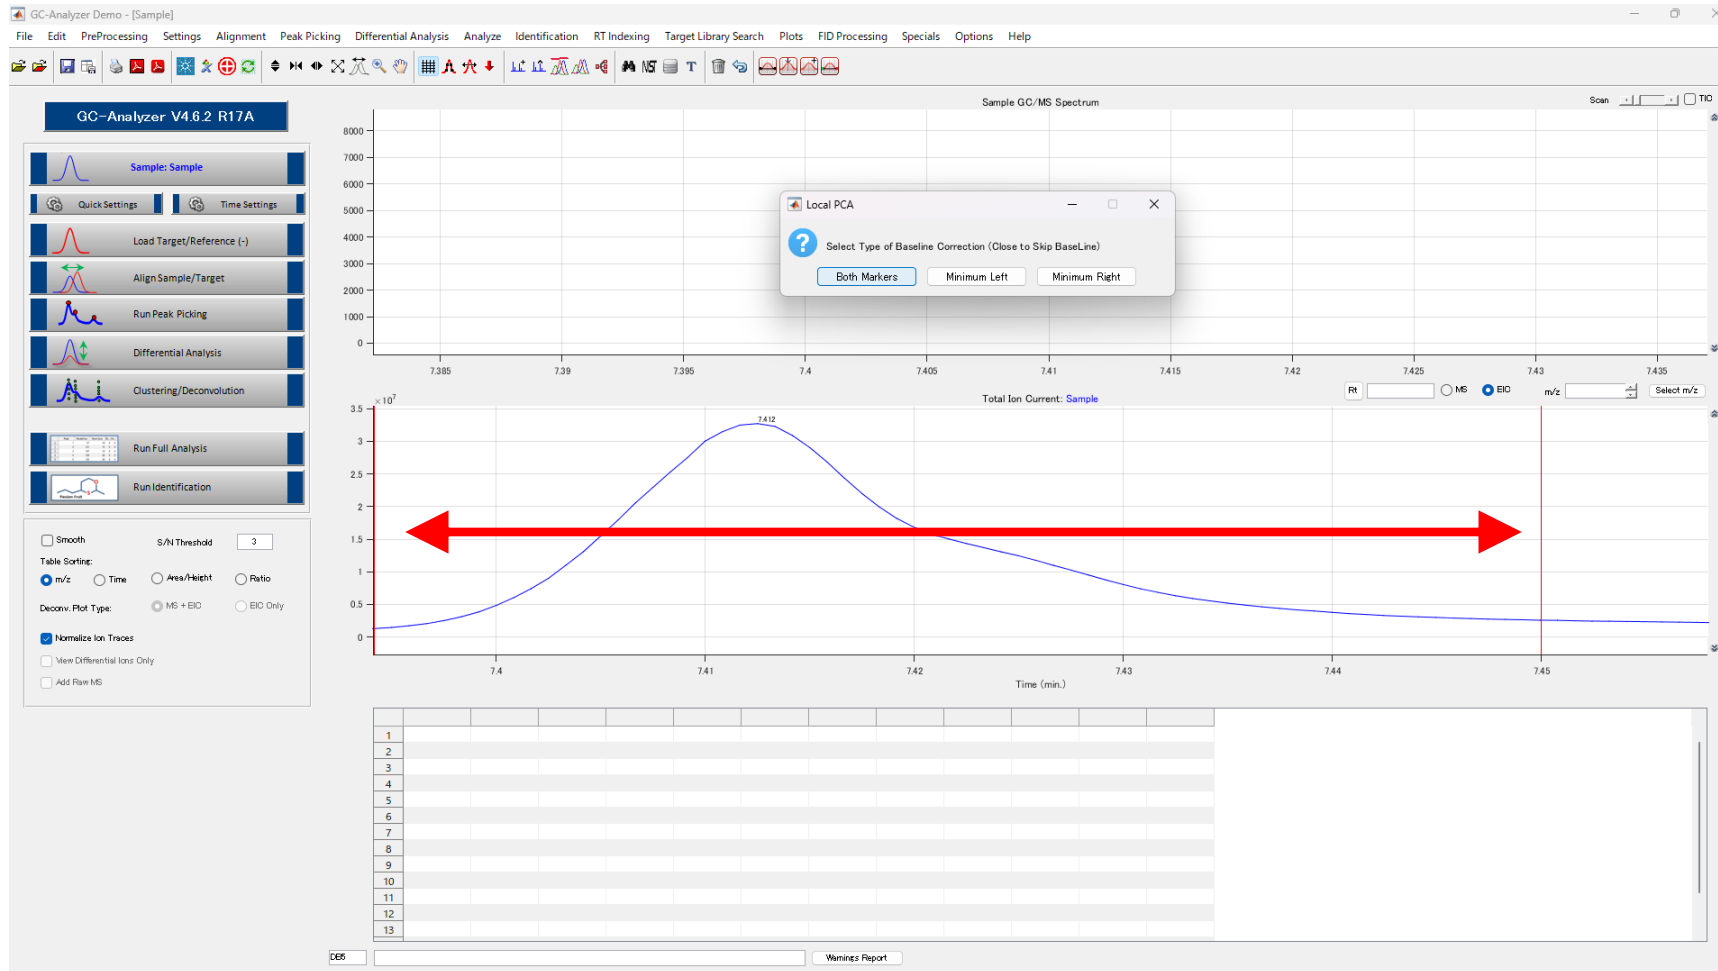 GC-Analyzer Demo - [Sample]
File Edit PreProcessing Settings Alignment Peak Picking Differential Analysis Analyze Identification RT Indexing Target Library Search Plots FID Processing Specials Options Help
NIST T
GC-Analyzer V4.6.2 R17A
Sample: Sample
Quick Settings Time Settings
Load Target/Reference (-)
Align Sample/Target
Run Peak Picking
Differential Analysis
Clustering/Deconvolution
Run Full Analysis
Run Identification
Smooth S/N Threshold 3
Table Sorting:
m/z Time Area/Height Ratio
Deconv. Plot Type: MS + EIC EIC Only
Normalize Ion Traces
View Differential Ions Only
Add Raw MS
Sample GC/MS Spectrum
Scan TIC
8000
7000
6000
5000
4000
3000
2000
1000
0
7.385 7.39 7.395 7.4 7.405 7.41 7.415 7.42 7.425 7.43 7.435
Local PCA
Select Type of Baseline Correction (Close to Skip BaseLine)
Both Markers Minimum Left Minimum Right
Rt MS EIC m/z Select m/z
Total Ion Current: Sample
×10⁷
3.5
3
2.5
2
1.5
1
0.5
0
7.412
7.4 7.41 7.42 7.43 7.44 7.45
Time (min.)
1
2
3
4
5
6
7
8
9
10
11
12
13
DB5
Warnings Report